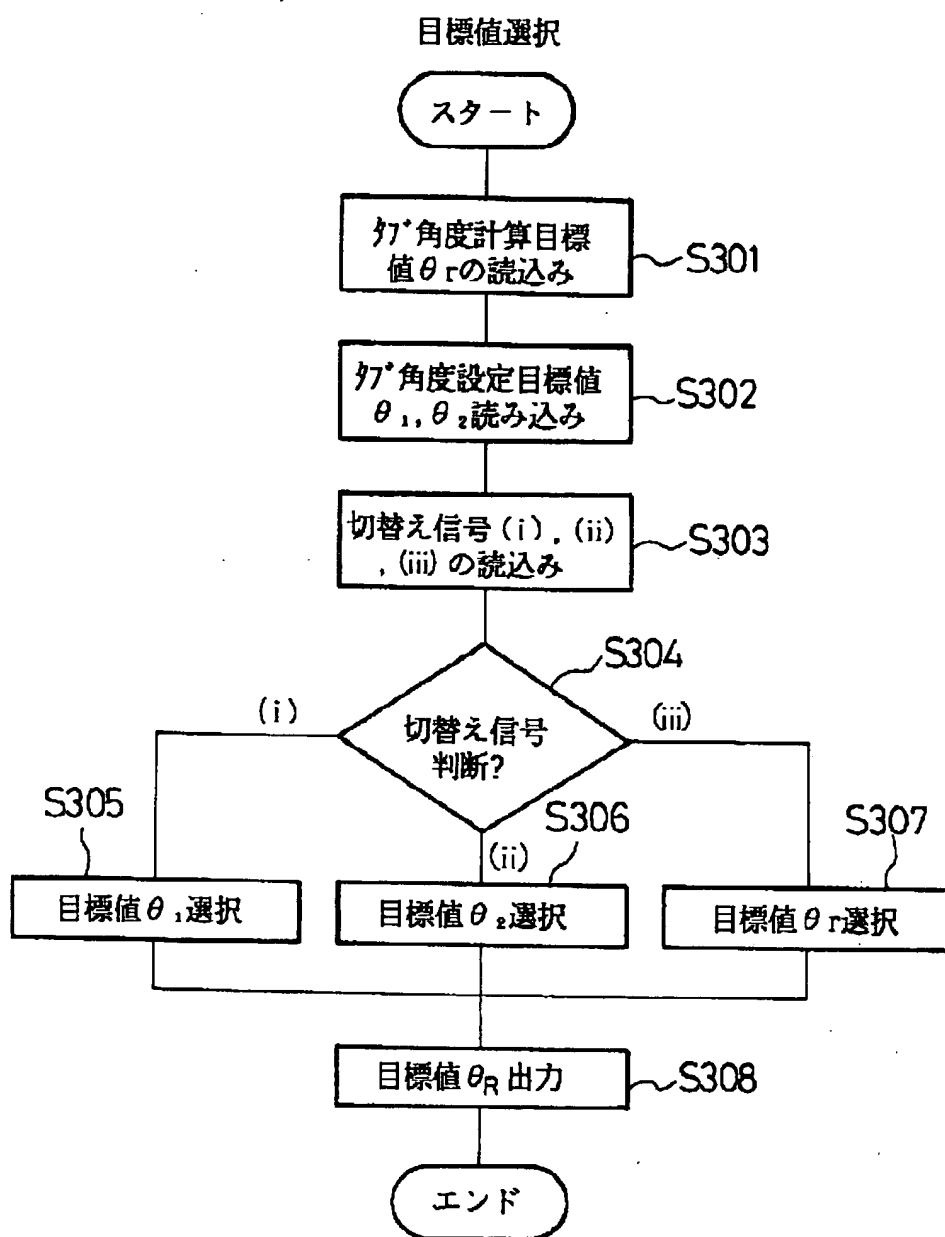 目標値選択
スタート
ﾀﾌﾞ角度計算目標
値θrの読込み
S301
ﾀﾌﾞ角度設定目標値
θ₁,θ₂読み込み
S302
切替え信号(i),(ii)
,(iii)の読込み
S303
S304
(i)
切替え信号
判断?
(iii)
(ii)
S305
S306
S307
目標値θ₁選択
目標値θ₂選択
目標値θr選択
目標値θR出力
S308
エンド